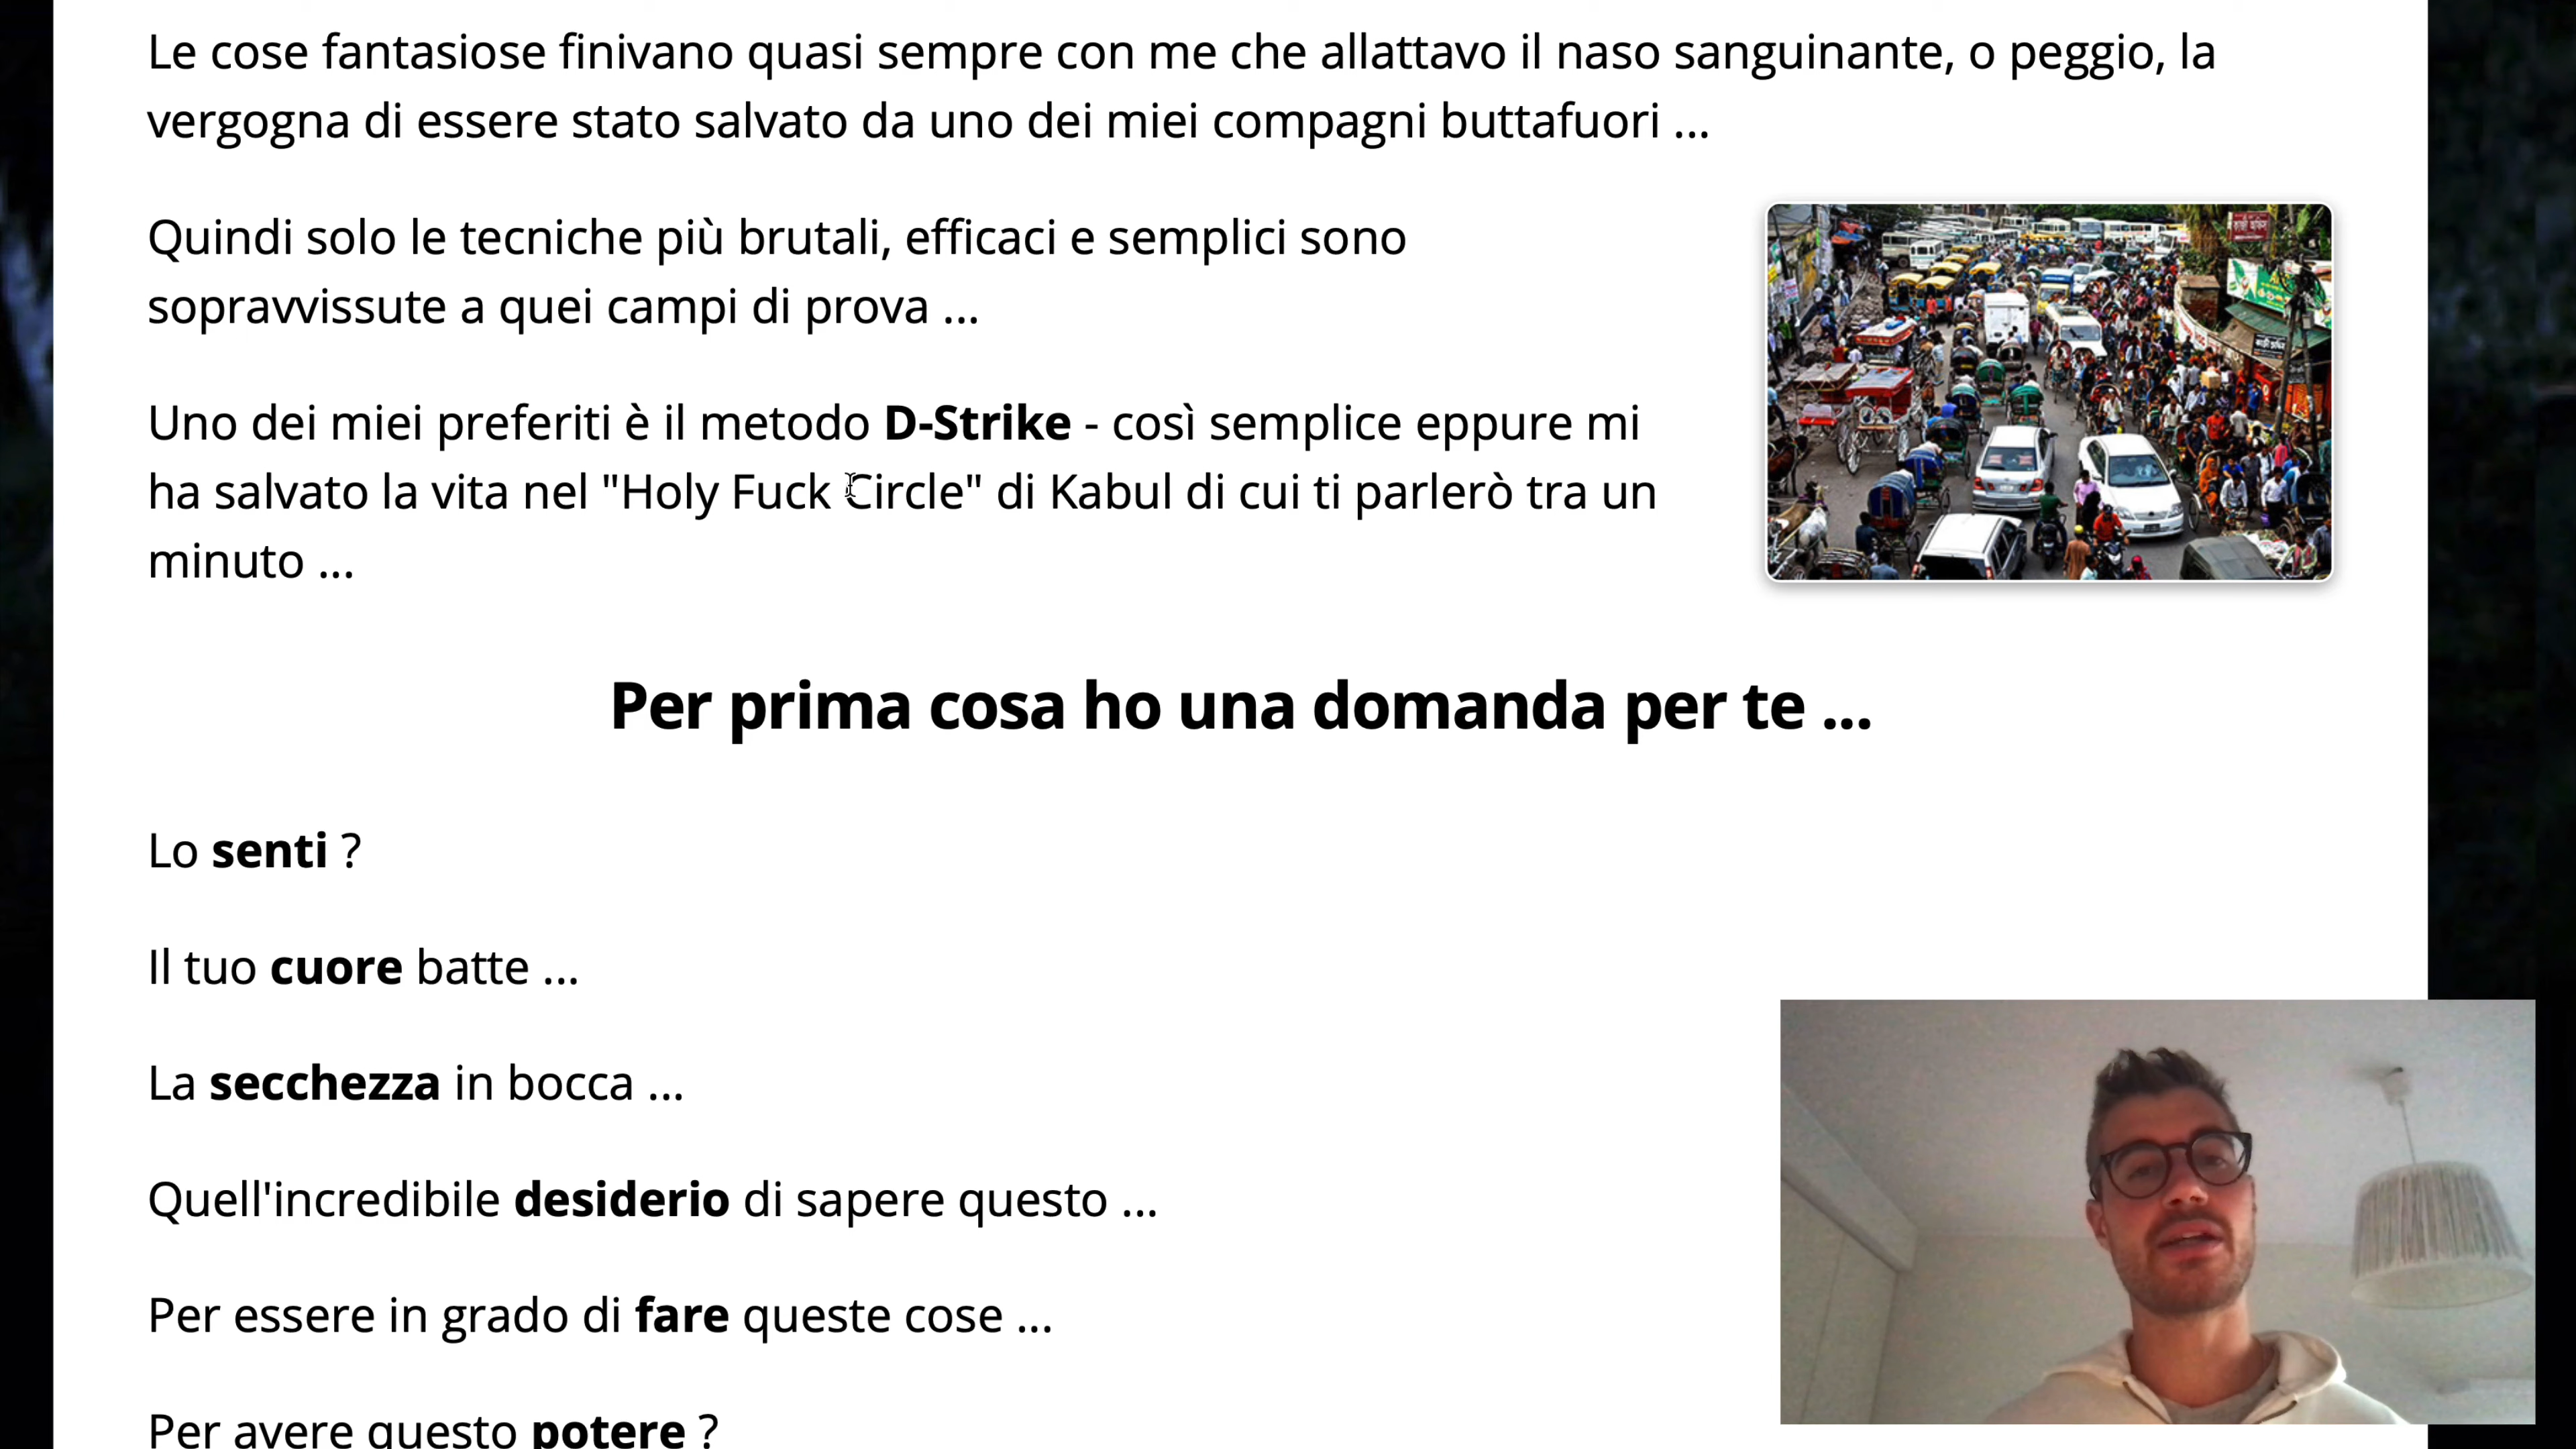 Le cose fantasiose finivano quasi sempre con me che allattavo il naso sanguinante, o peggio, la
vergogna di essere stato salvato da uno dei miei compagni buttafuori ...
Quindi solo le tecniche più brutali, efficaci e semplici sono
sopravvissute a quei campi di prova ...
Uno dei miei preferiti è il metodo D-Strike - così semplice eppure mi
ha salvato la vita nel "Holy Fuck Circle" di Kabul di cui ti parlerò tra un
minuto ...
Per prima cosa ho una domanda per te ...
Lo senti ?
Il tuo cuore batte ...
La secchezza in bocca ...
Quell'incredibile desiderio di sapere questo ...
Per essere in grado di fare queste cose ...
Per avere questo potere ?